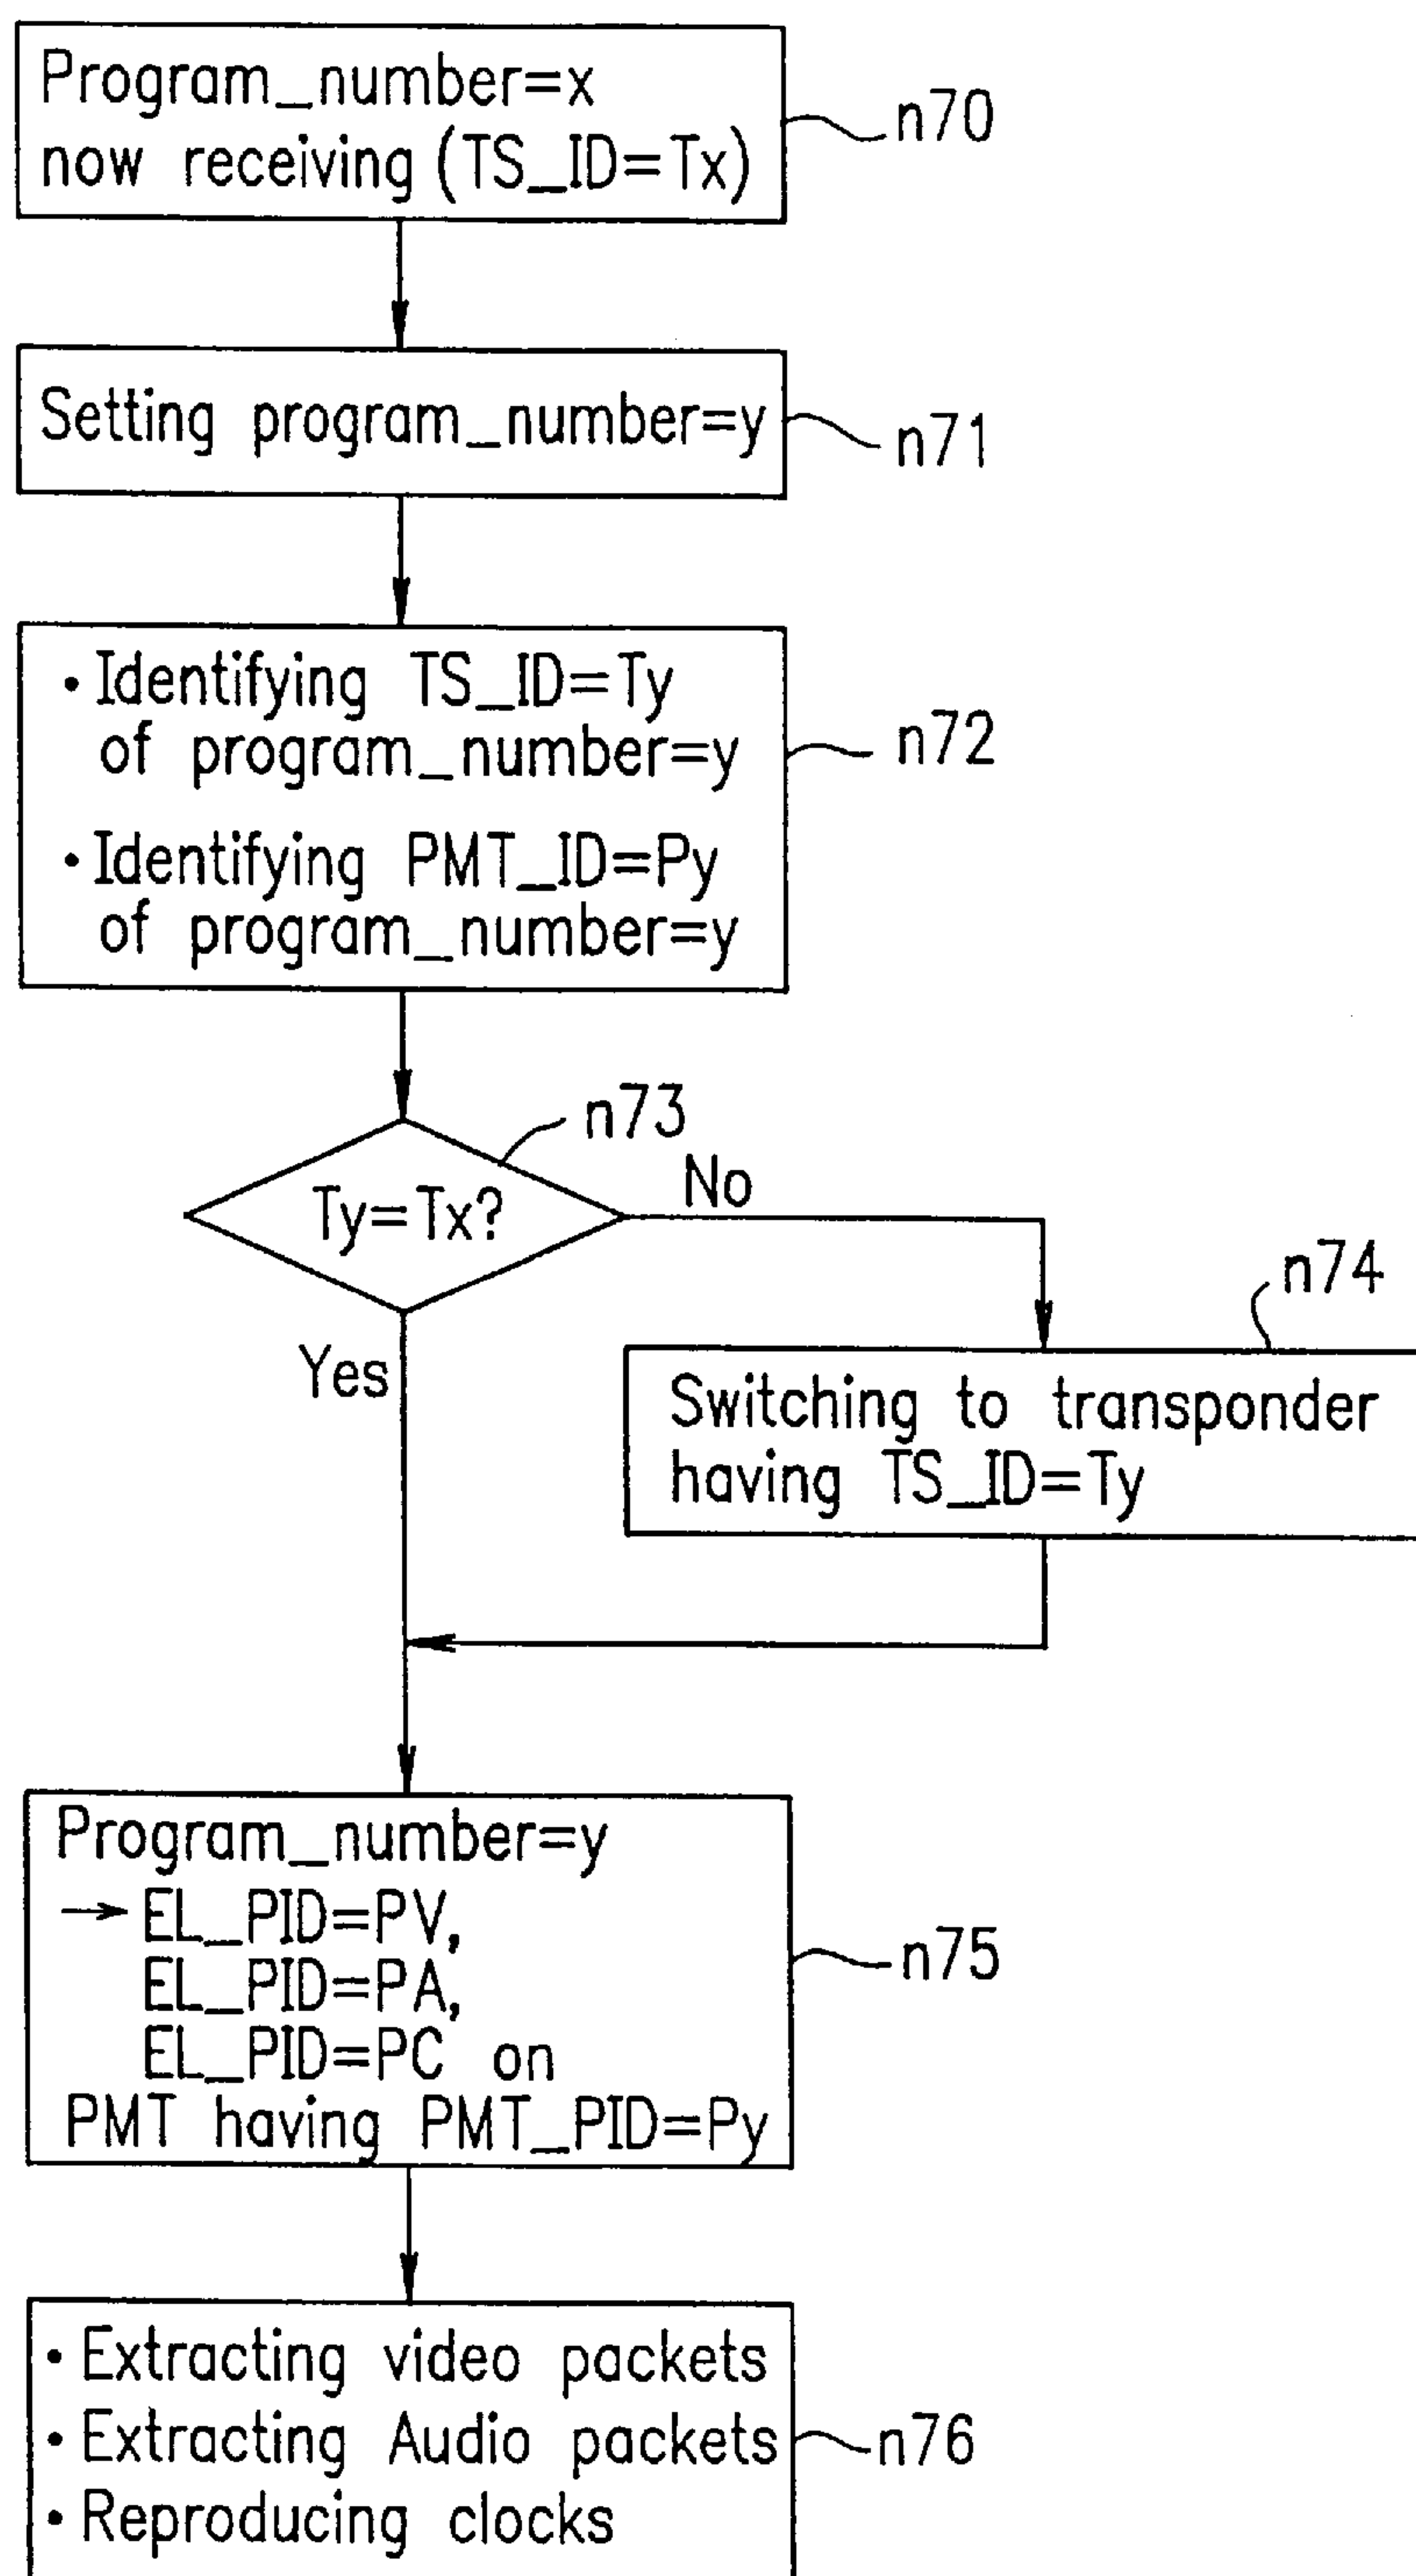 Program_number=x
now receiving (TS_ID=Tx)
n70
Setting program_number=y
n71
· Identifying TS_ID=Ty
of program_number=y
· Identifying PMT_ID=Py
of program_number=y
n72
n73
Ty=Tx?
No
Yes
n74
Switching to transponder
having TS_ID=Ty
Program_number=y
→ EL_PID=PV,
EL_PID=PA,
EL_PID=PC on
PMT having PMT_PID=Py
n75
· Extracting video packets
· Extracting Audio packets
· Reproducing clocks
n76